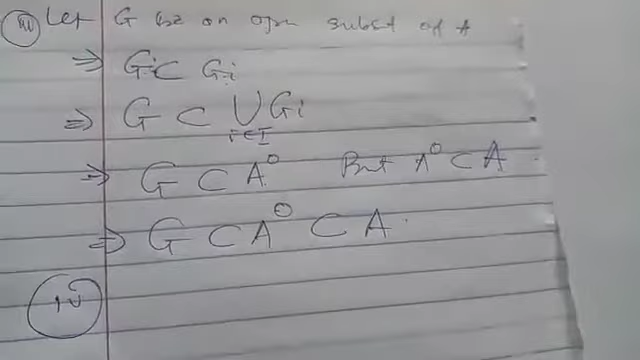 (iii) Let G be an open subset of A
⇒ G ⊂ Gi
⇒ G ⊂ ∪ Gi
i∈I
⇒ G ⊂ A° But A° ⊂ A.
⇒ G ⊂ A° ⊂ A.
iv